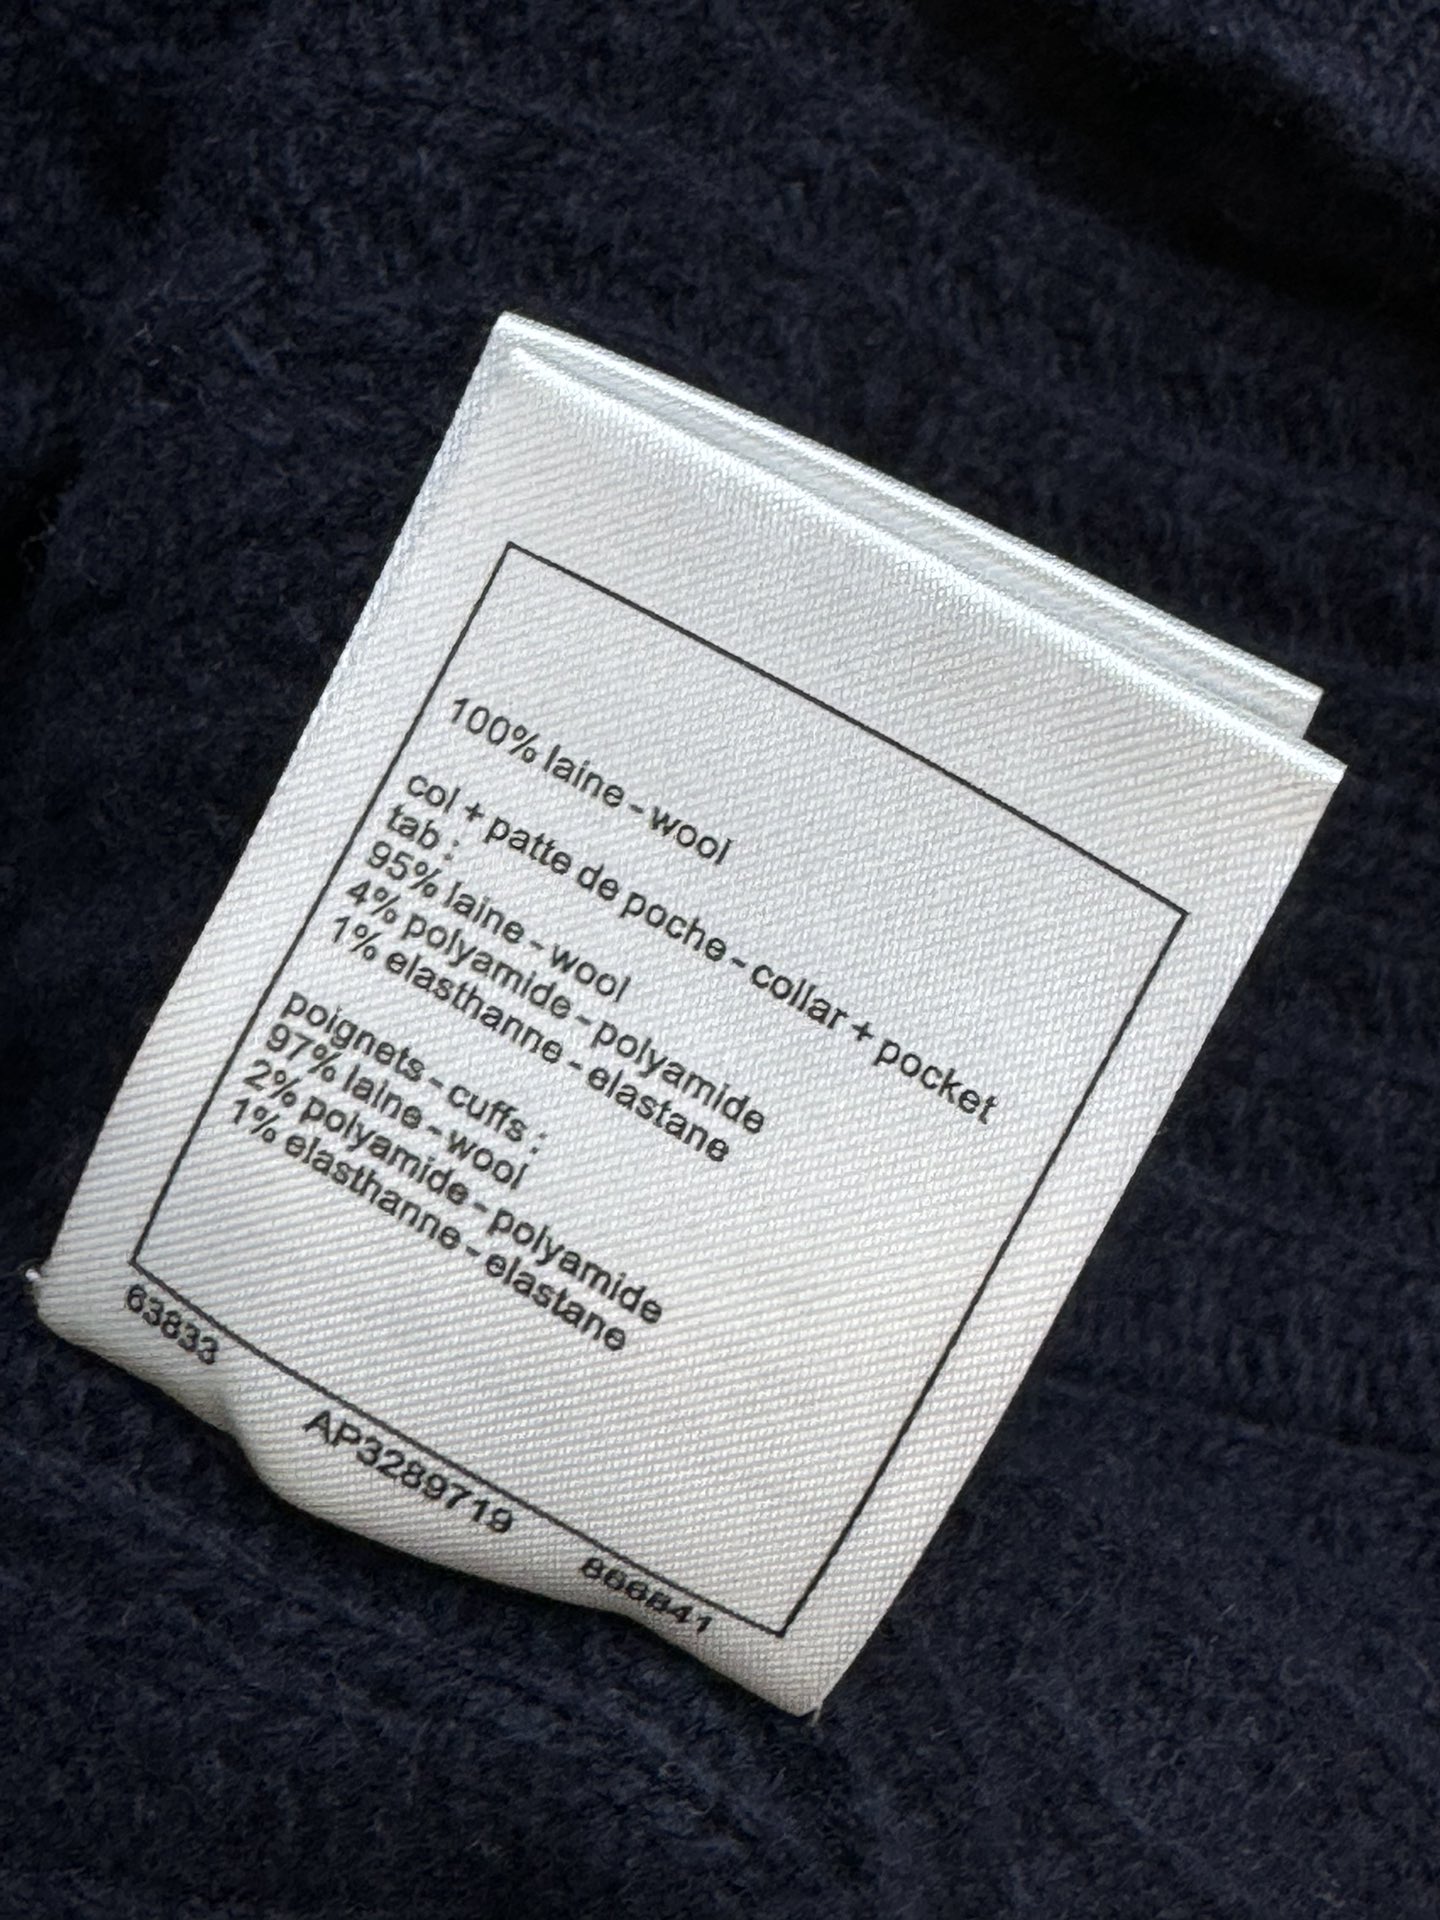 100% laine - wool
col + patte de poche - collar + pocket
tab :
95% laine - wool
4% polyamide - polyamide
1% elasthanne - elastane
poignets - cuffs :
97% laine - wool
2% polyamide - polyamide
1% elasthanne - elastane
63833
AP3289719
866841